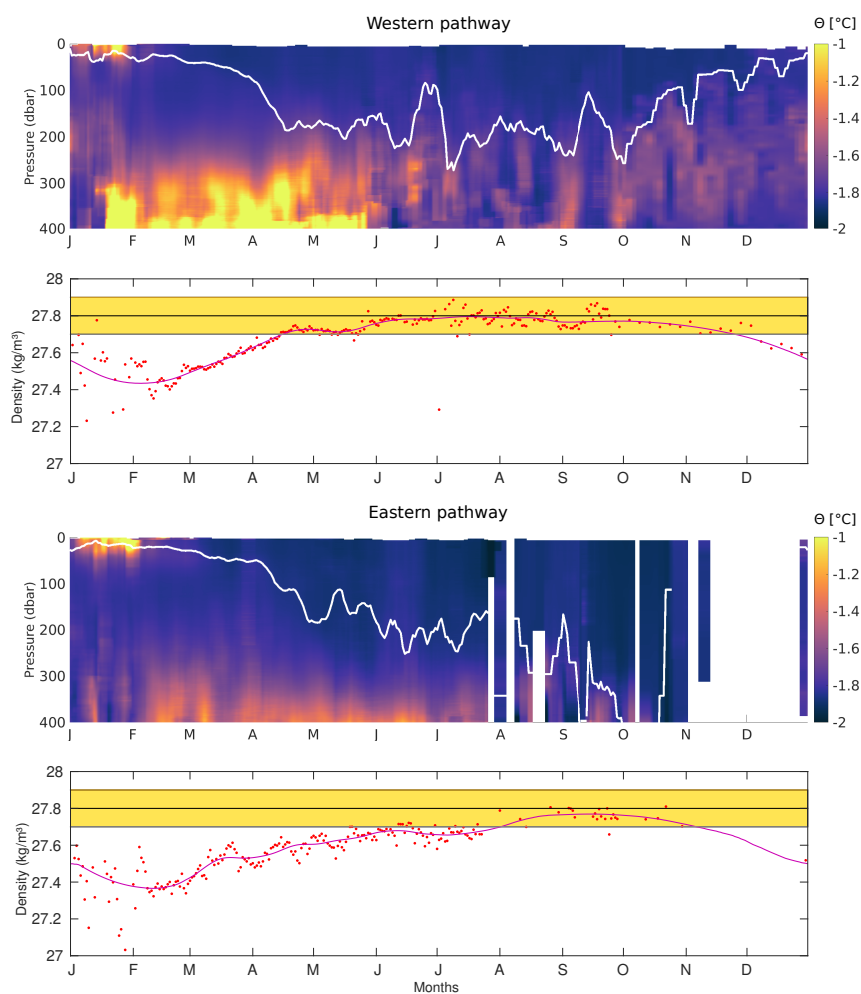 Western pathway
Θ [°C]
0
100
200
300
400
Pressure (dbar)
J F M A M J J A S O N D
-1
-1.2
-1.4
-1.6
-1.8
-2
28
27.8
27.6
27.4
27.2
27
Density (kg/m³)
J F M A M J J A S O N D
Eastern pathway
Θ [°C]
0
100
200
300
400
Pressure (dbar)
J F M A M J J A S O N D
-1
-1.2
-1.4
-1.6
-1.8
-2
28
27.8
27.6
27.4
27.2
27
Density (kg/m³)
J F M A M J J A S O N D
Months